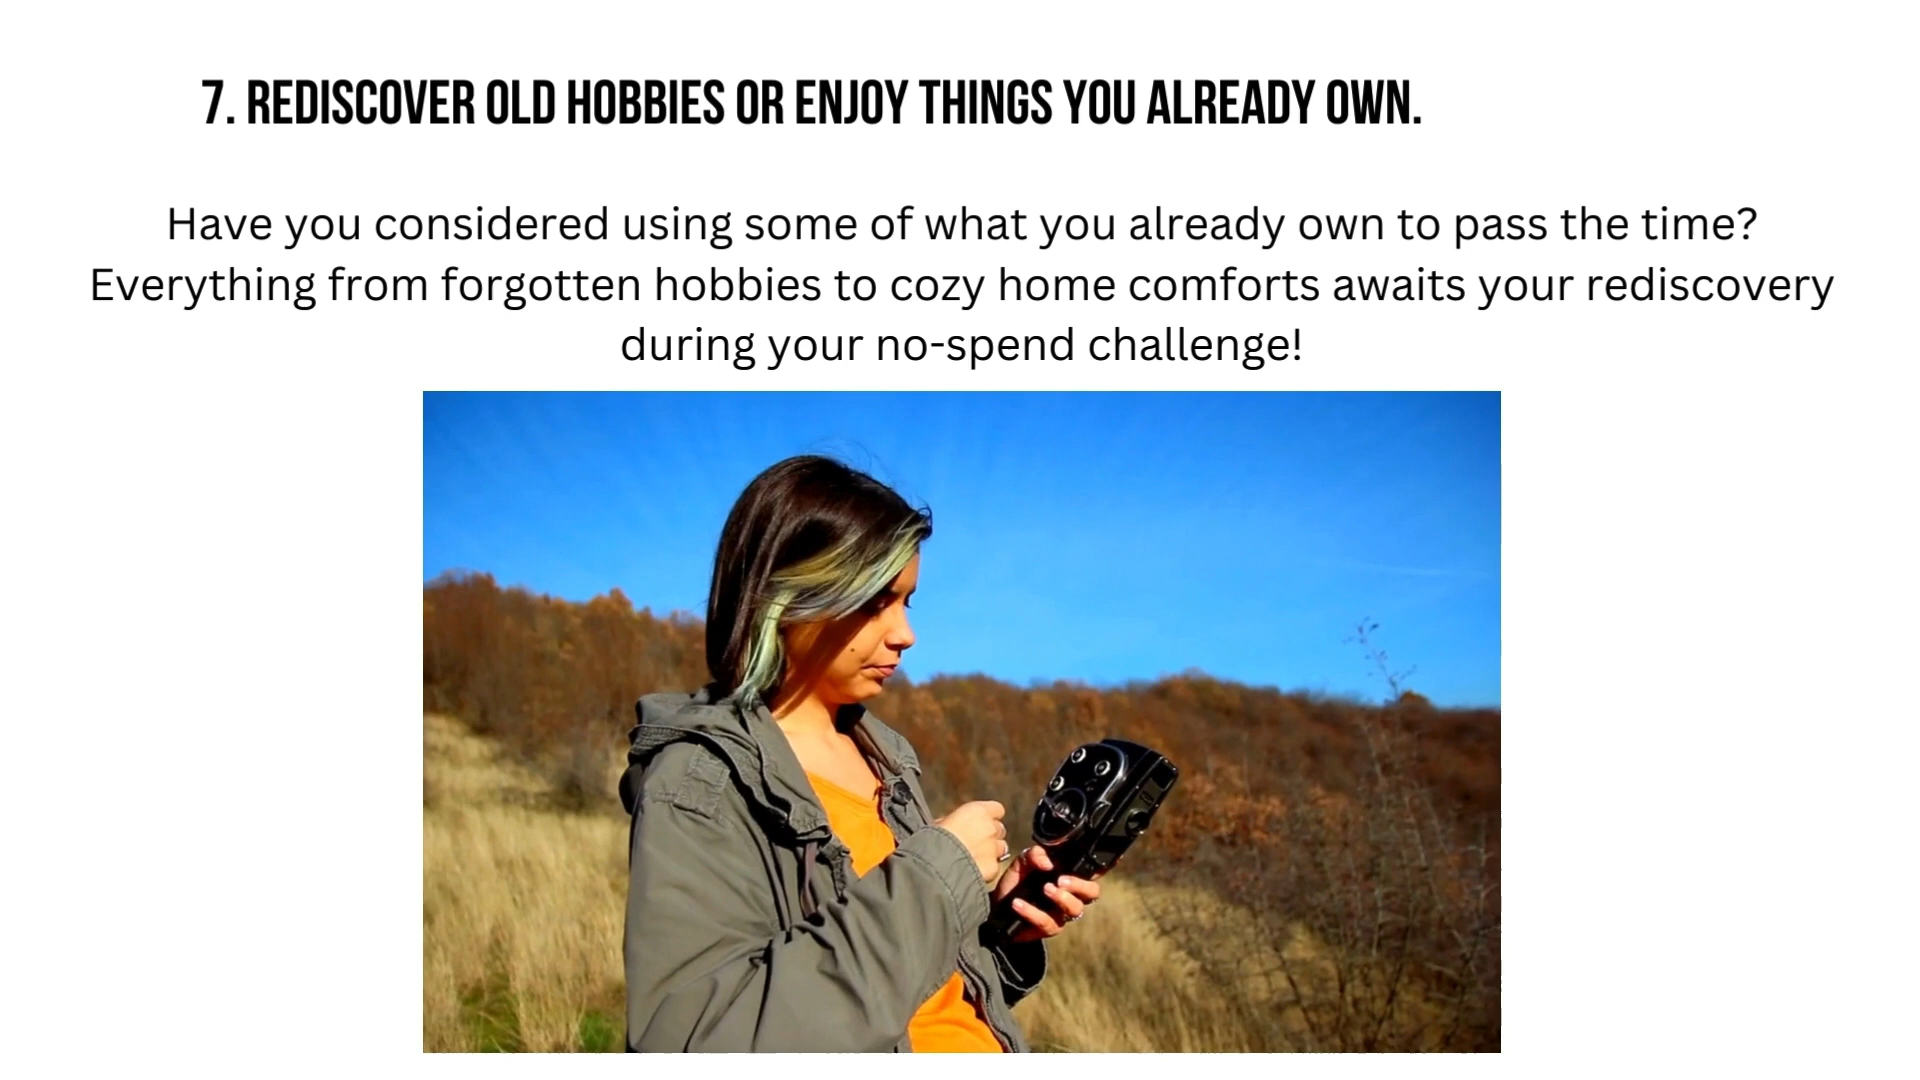 7. REDISCOVER OLD HOBBIES OR ENJOY THINGS YOU ALREADY OWN.
Have you considered using some of what you already own to pass the time?
Everything from forgotten hobbies to cozy home comforts awaits your rediscovery
during your no-spend challenge!